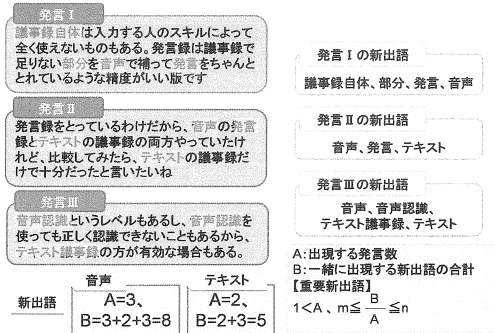 発言Ⅰ
議事録自体は入力する人のスキルによって
全く使えないものもある。発言録は議事録で
足りない部分を音声で補って発言をちゃんと
とれているような精度がいい版です
発言Ⅰの新出語
議事録自体、部分、発言、音声
発言Ⅱ
発言録をとっているわけだから、音声の発言
録とテキストの議事録の両方やっていたけ
れど、比較してみたら、テキストの議事録だ
けで十分だったと言いたいね
発言Ⅱの新出語
音声、発言、テキスト
発言Ⅲ
音声認識というレベルもあるし、音声認識を
使っても正しく認識できないこともあるから、
テキスト議事録の方が有効な場合もある。
発言Ⅲの新出語
音声、音声認識、
テキスト議事録、テキスト
新出語
音声
A=3、
B=3+2+3=8
テキスト
A=2、
B=2+3=5
A:出現する発言数
B:一緒に出現する新出語の合計
【重要新出語】
1<A 、m≦B/A≦n